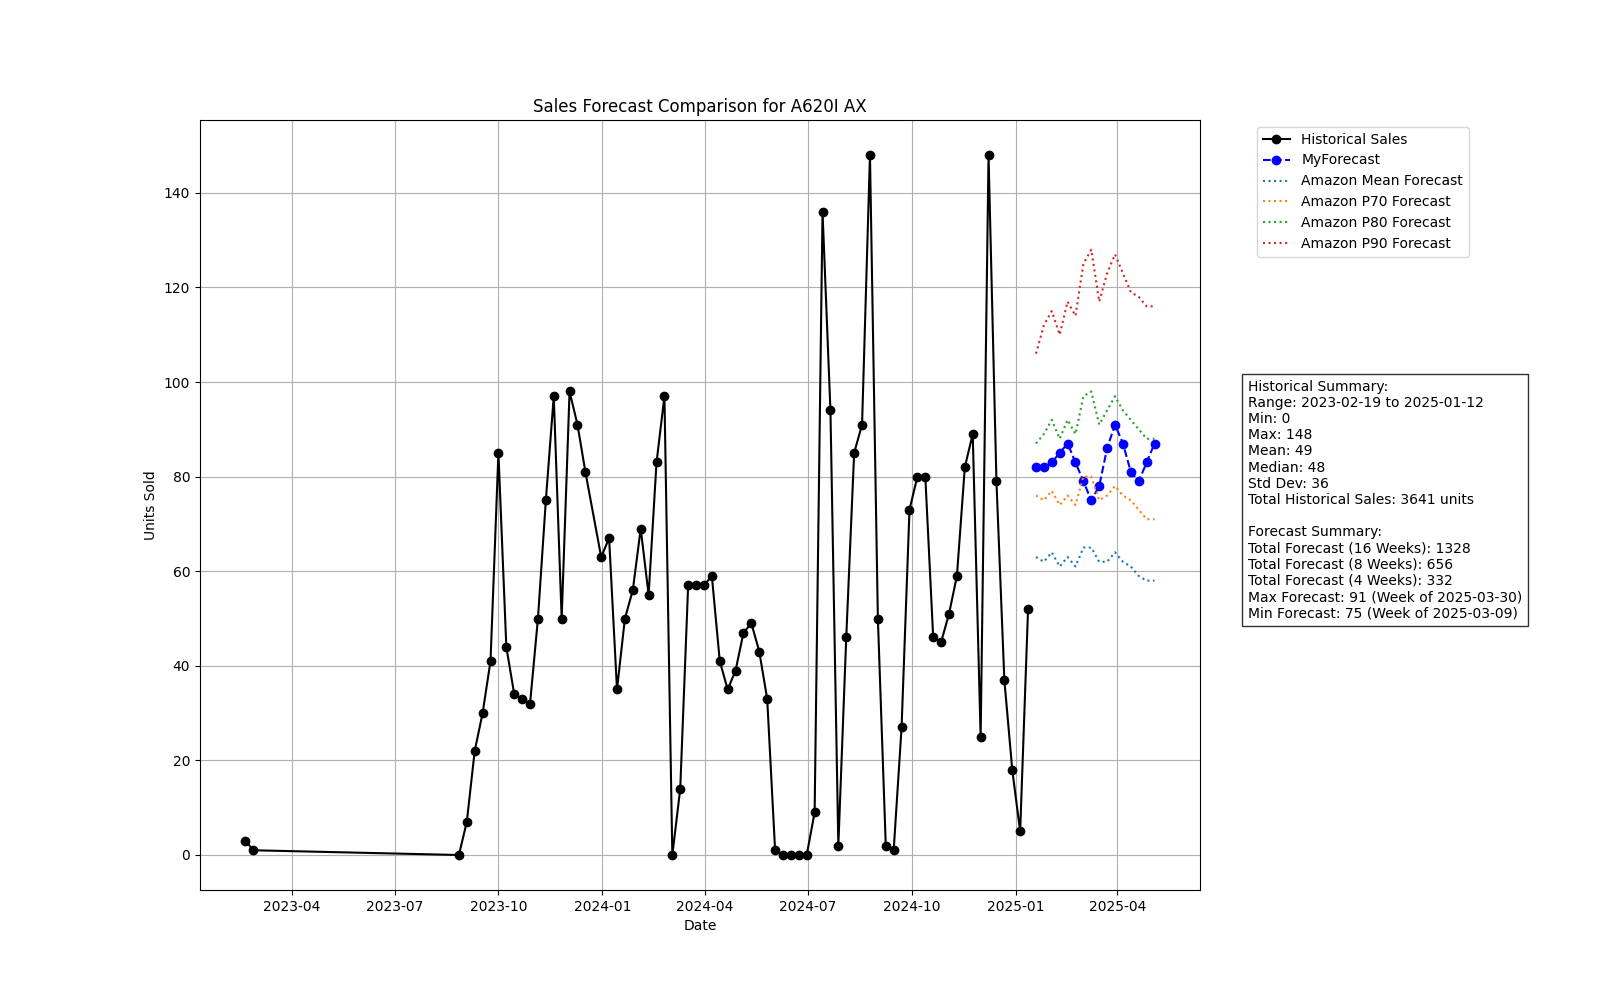 Sales Forecast Comparison for A620I AX
Historical Sales
MyForecast
Amazon Mean Forecast
Amazon P70 Forecast
Amazon P80 Forecast
Amazon P90 Forecast
140
120
100
80
60
40
20
0
Units Sold
2023-04
2023-07
2023-10
2024-01
2024-04
2024-07
2024-10
2025-01
2025-04
Date
Historical Summary:
Range: 2023-02-19 to 2025-01-12
Min: 0
Max: 148
Mean: 49
Median: 48
Std Dev: 36
Total Historical Sales: 3641 units
Forecast Summary:
Total Forecast (16 Weeks): 1328
Total Forecast (8 Weeks): 656
Total Forecast (4 Weeks): 332
Max Forecast: 91 (Week of 2025-03-30)
Min Forecast: 75 (Week of 2025-03-09)